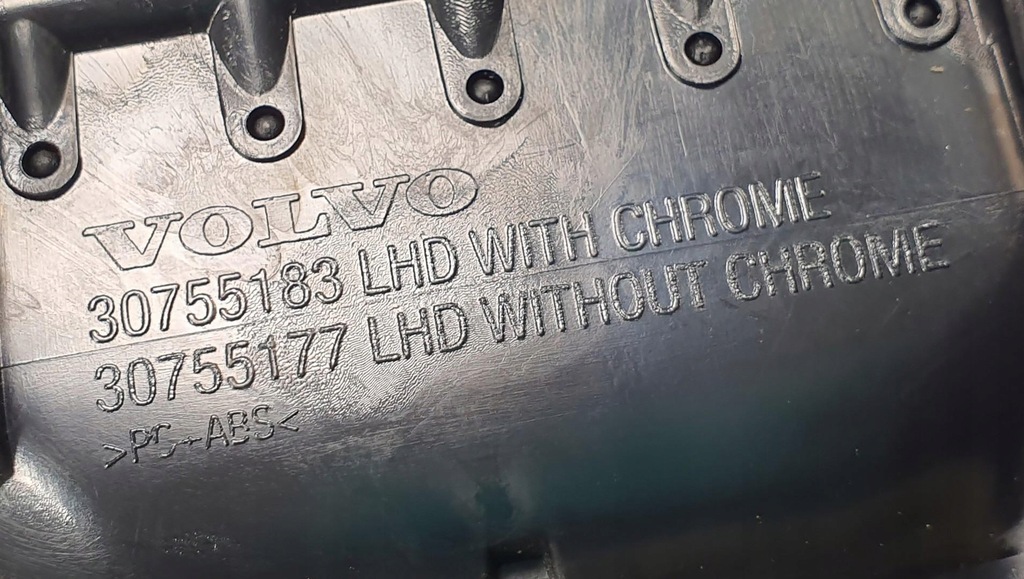 VOLVO
30755183 LHD WITH CHROME
30755177 LHD WITHOUT CHROME
>PC-ABS<